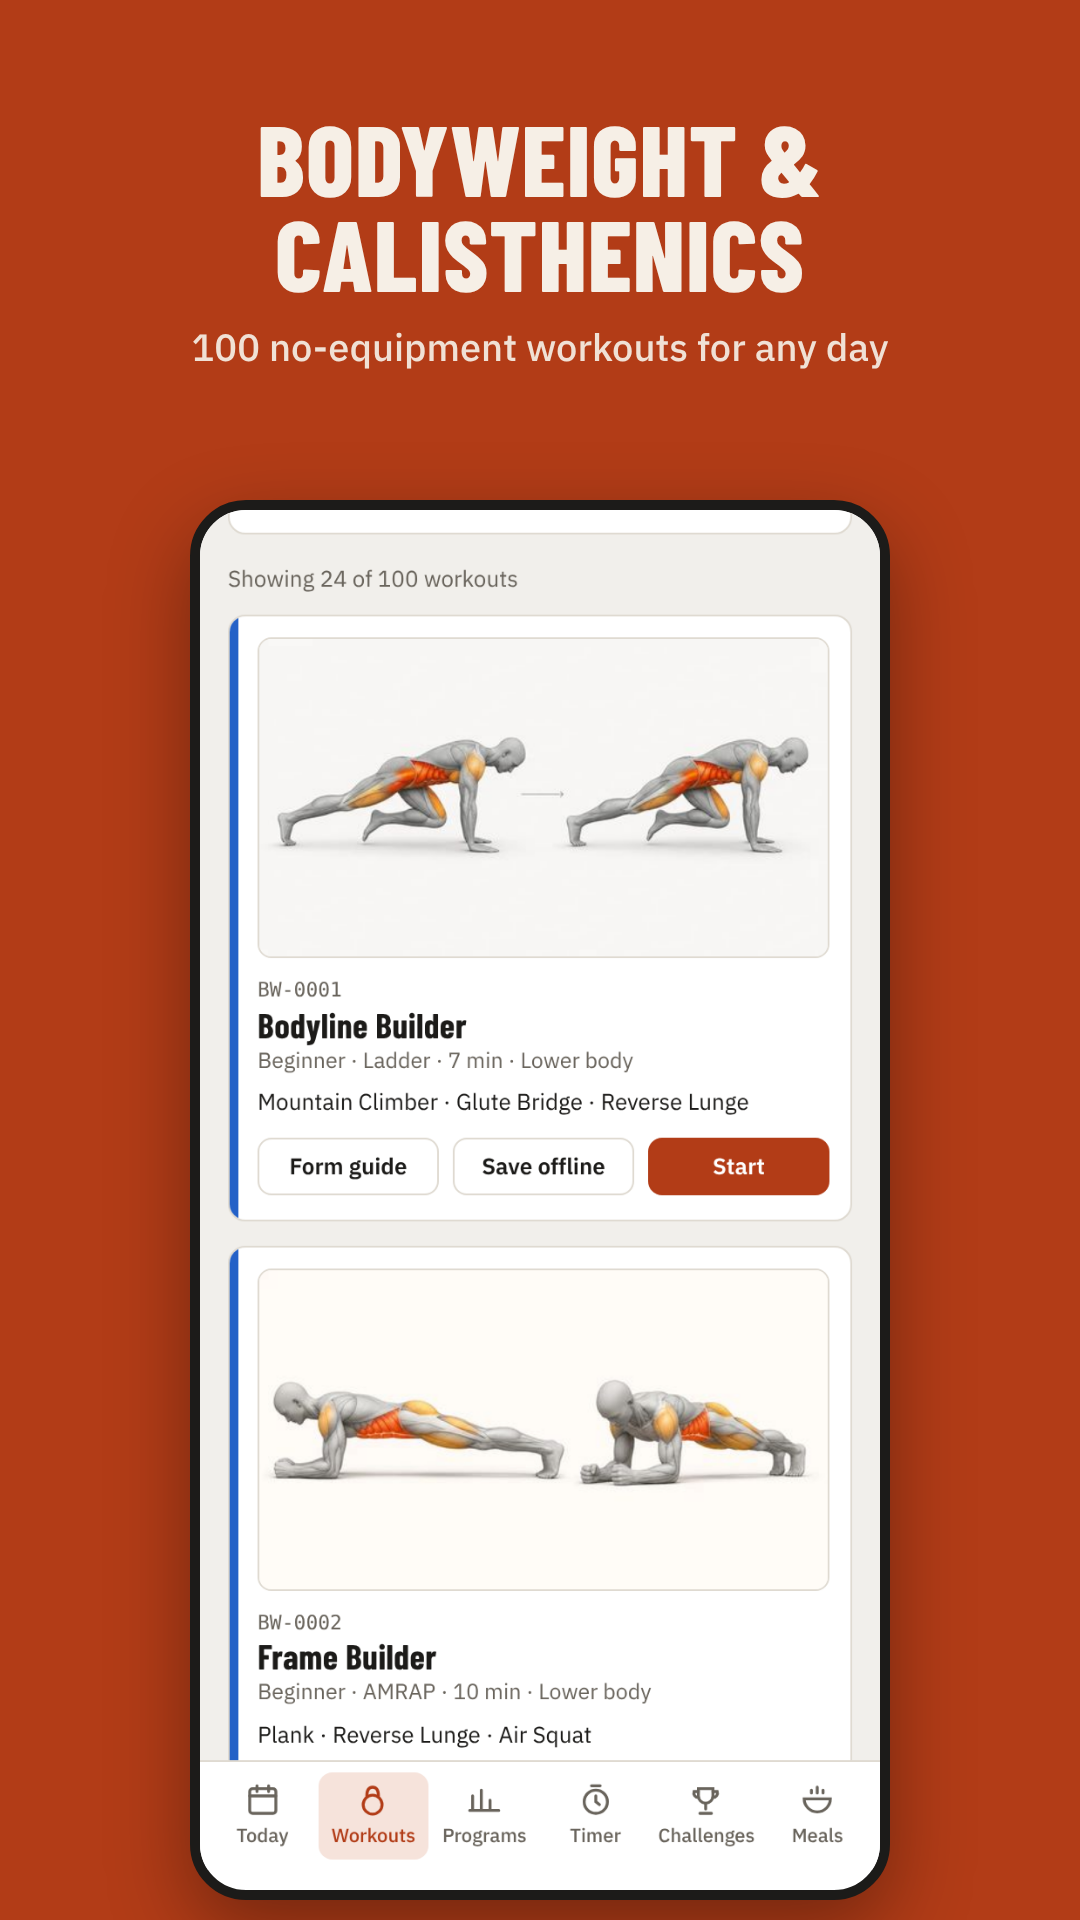 BODYWEIGHT &
CALISTHENICS
100 no-equipment workouts for any day
Showing 24 of 100 workouts
BW-0001
Bodyline Builder
Beginner · Ladder · 7 min · Lower body
Mountain Climber · Glute Bridge · Reverse Lunge
Form guide
Save offline
Start
BW-0002
Frame Builder
Beginner · AMRAP · 10 min · Lower body
Plank · Reverse Lunge · Air Squat
Today
Workouts
Programs
Timer
Challenges
Meals